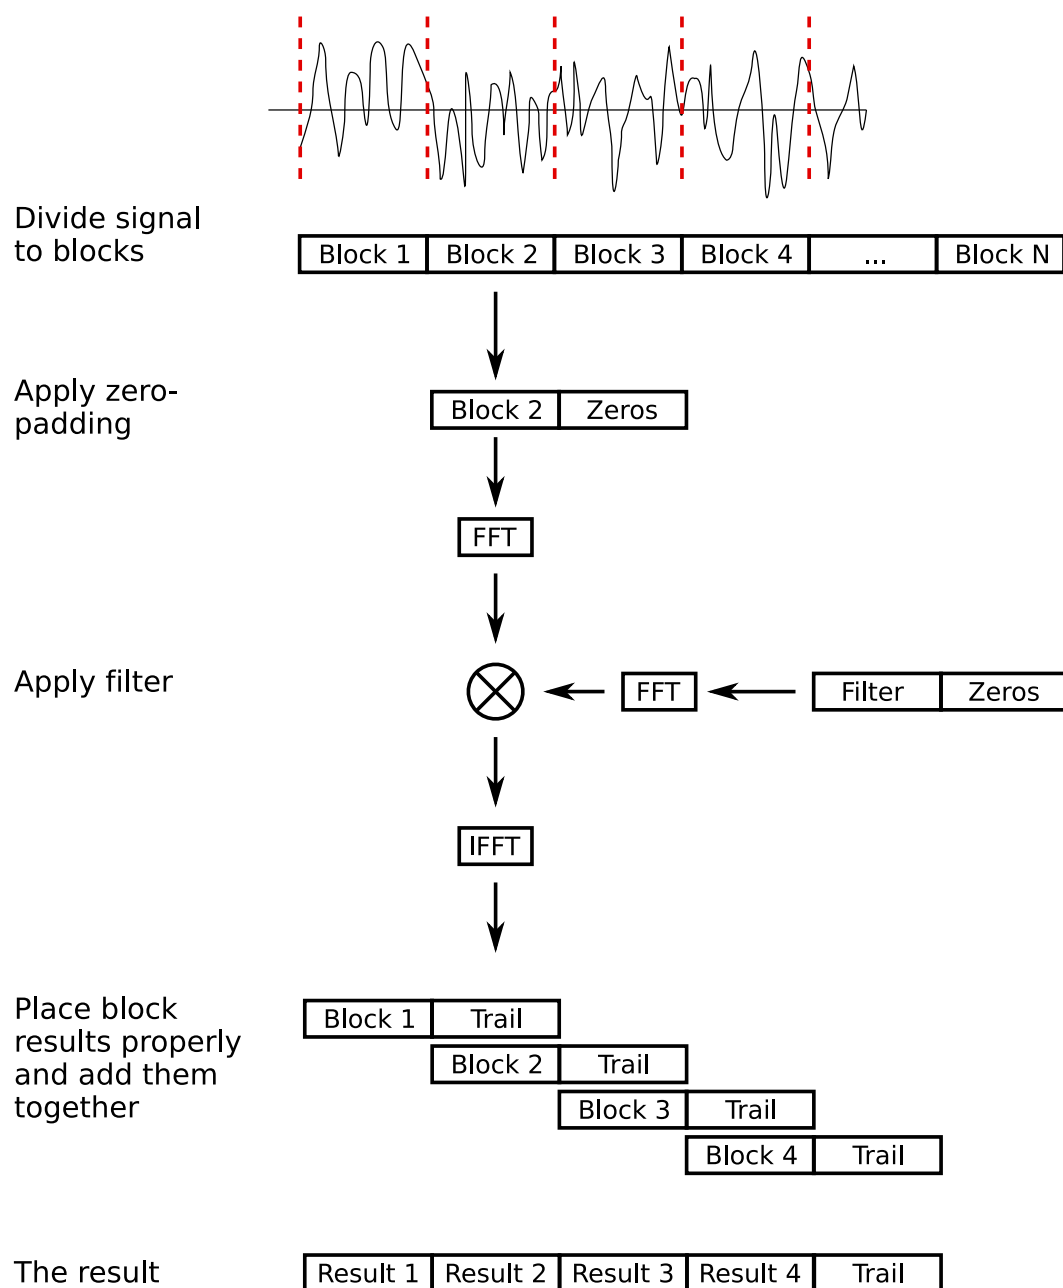 Divide signal
to blocks
Block 1 Block 2 Block 3 Block 4 ... Block N
Apply zero-
padding
Block 2 Zeros
FFT
Apply filter
FFT Filter Zeros
IFFT
Place block
results properly
and add them
together
Block 1 Trail
Block 2 Trail
Block 3 Trail
Block 4 Trail
The result
Result 1 Result 2 Result 3 Result 4 Trail